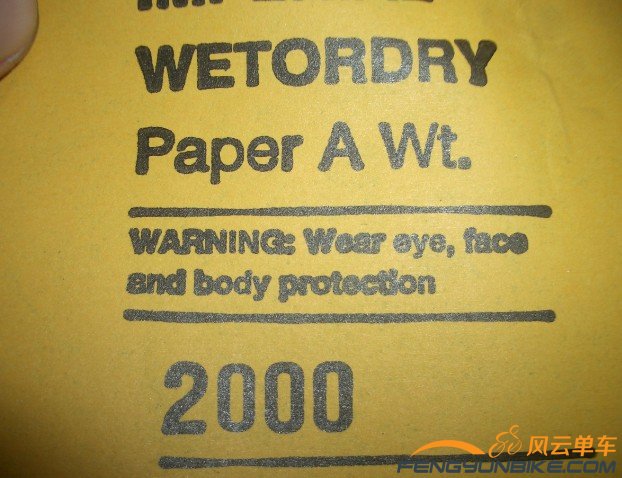 WETORDRY
Paper A Wt.
WARNING: Wear eye, face
and body protection
2000
风云单车
FENGYUNBIKE.COM